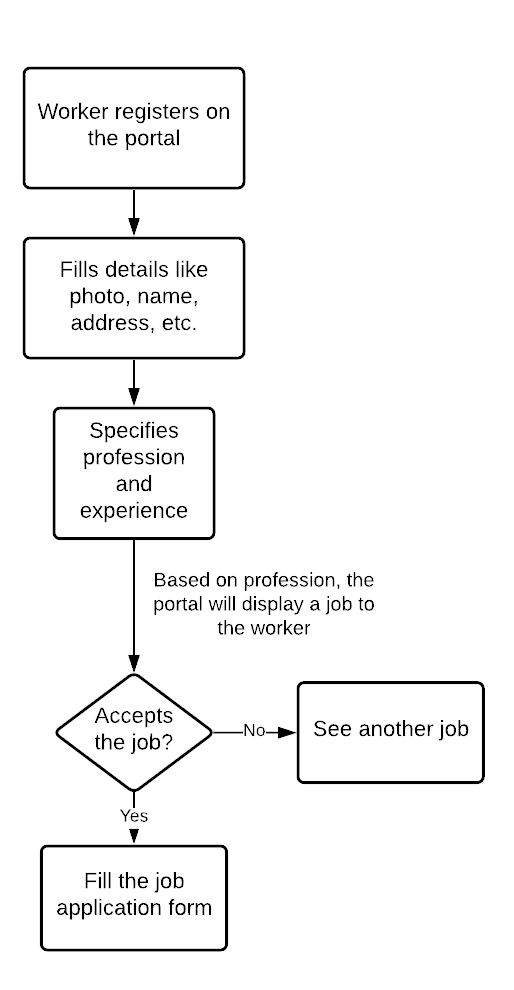 Worker registers on
the portal
Fills details like
photo, name,
address, etc.
Specifies
profession
and
experience
Based on profession, the
portal will display a job to
the worker
Accepts
the job?
No
See another job
Yes
Fill the job
application form